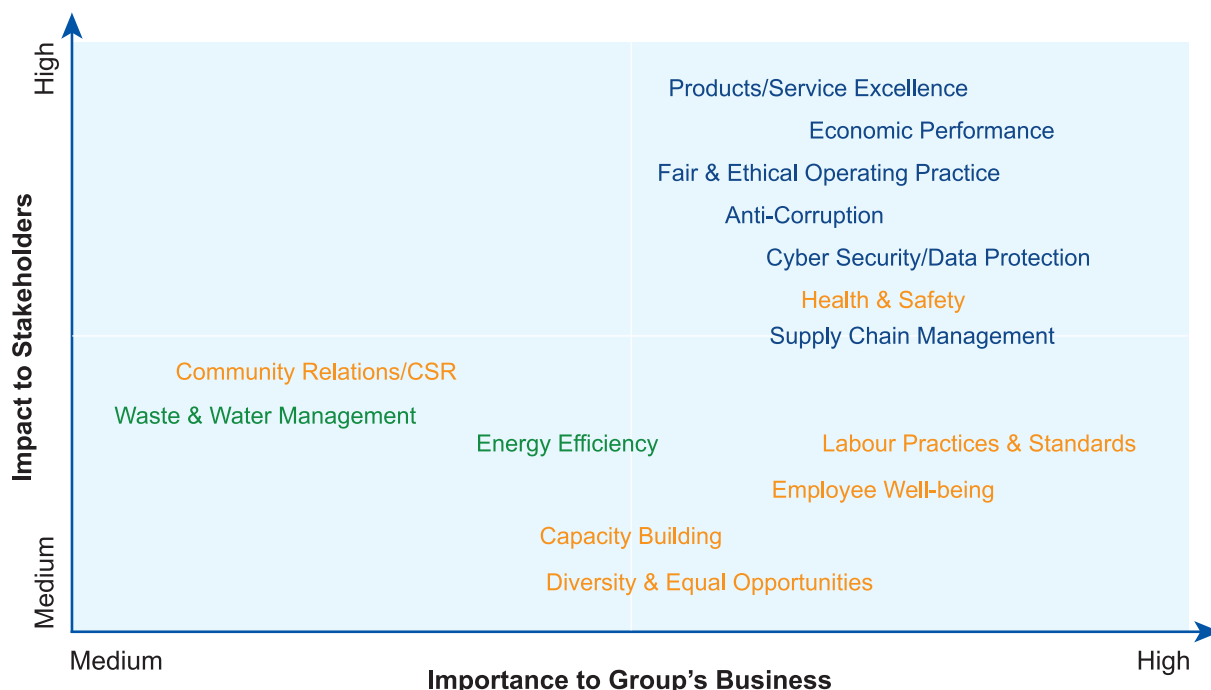 High
Products/Service Excellence
Economic Performance
Fair & Ethical Operating Practice
Anti-Corruption
Cyber Security/Data Protection
Health & Safety
Supply Chain Management
Impact to Stakeholders
Community Relations/CSR
Waste & Water Management
Energy Efficiency
Labour Practices & Standards
Employee Well-being
Capacity Building
Diversity & Equal Opportunities
Medium
Medium
High
Importance to Group's Business